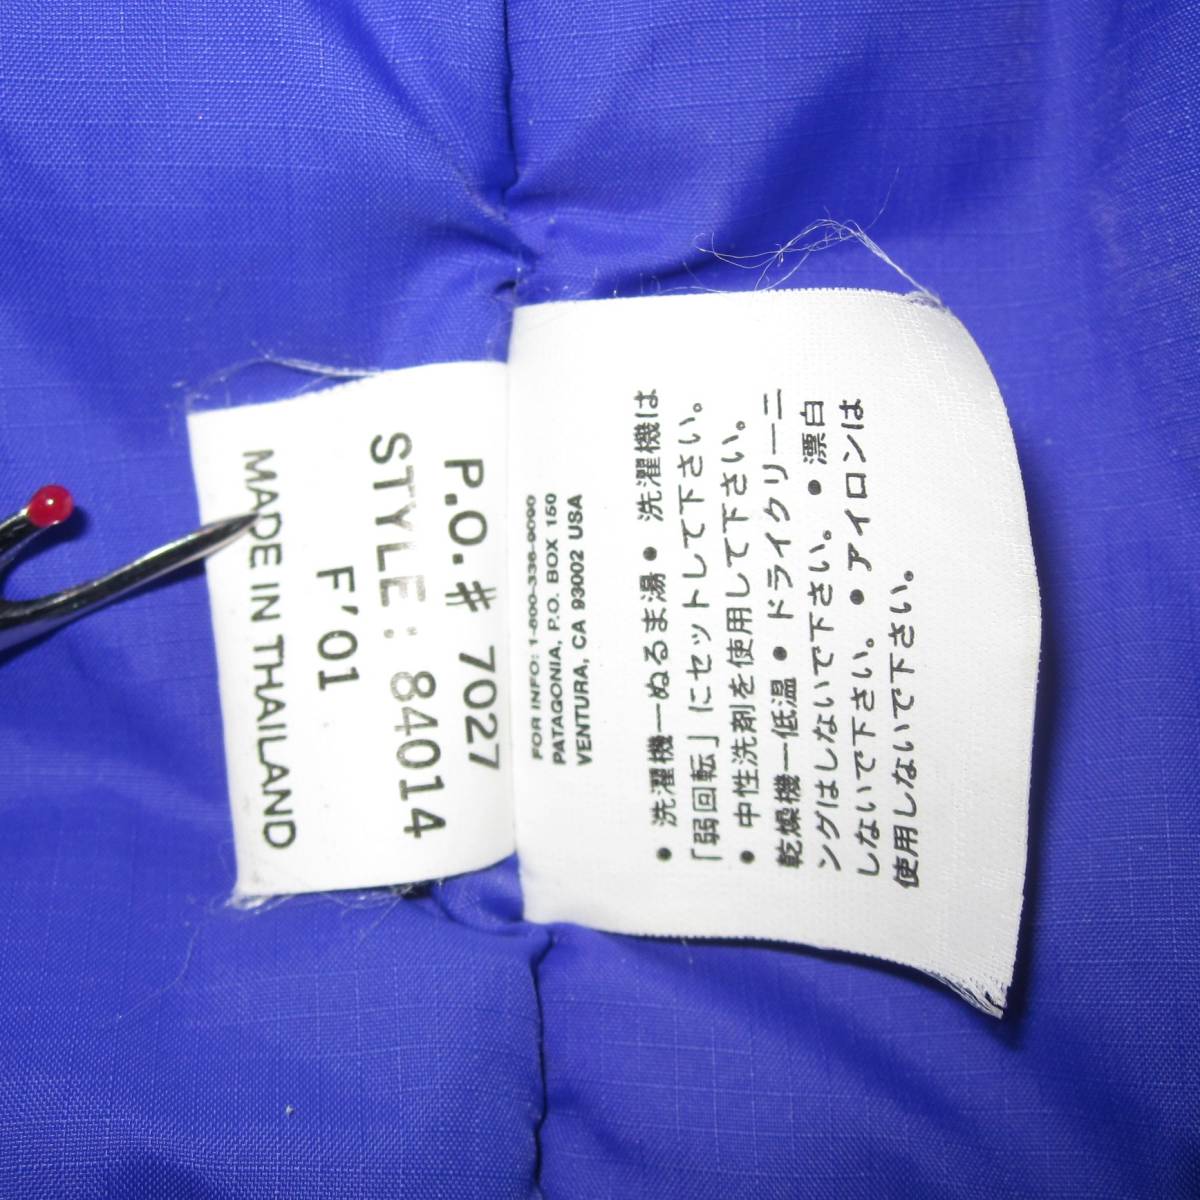 P.O.# 7027
STYLE: 84014
F'01
MADE IN THAILAND
FOR INFO: 1-800-336-9090
PATAGONIA, P.O. BOX 150
VENTURA, CA 93002 USA
● 洗濯機ーぬるま湯● 洗濯機は
「弱回転」にセットして下さい。
● 中性洗剤を使用して下さい。
乾燥機ー低温● ドライクリーニ
ングはしないで下さい。● 漂白
しないで下さい。● アイロンは
使用しないで下さい。